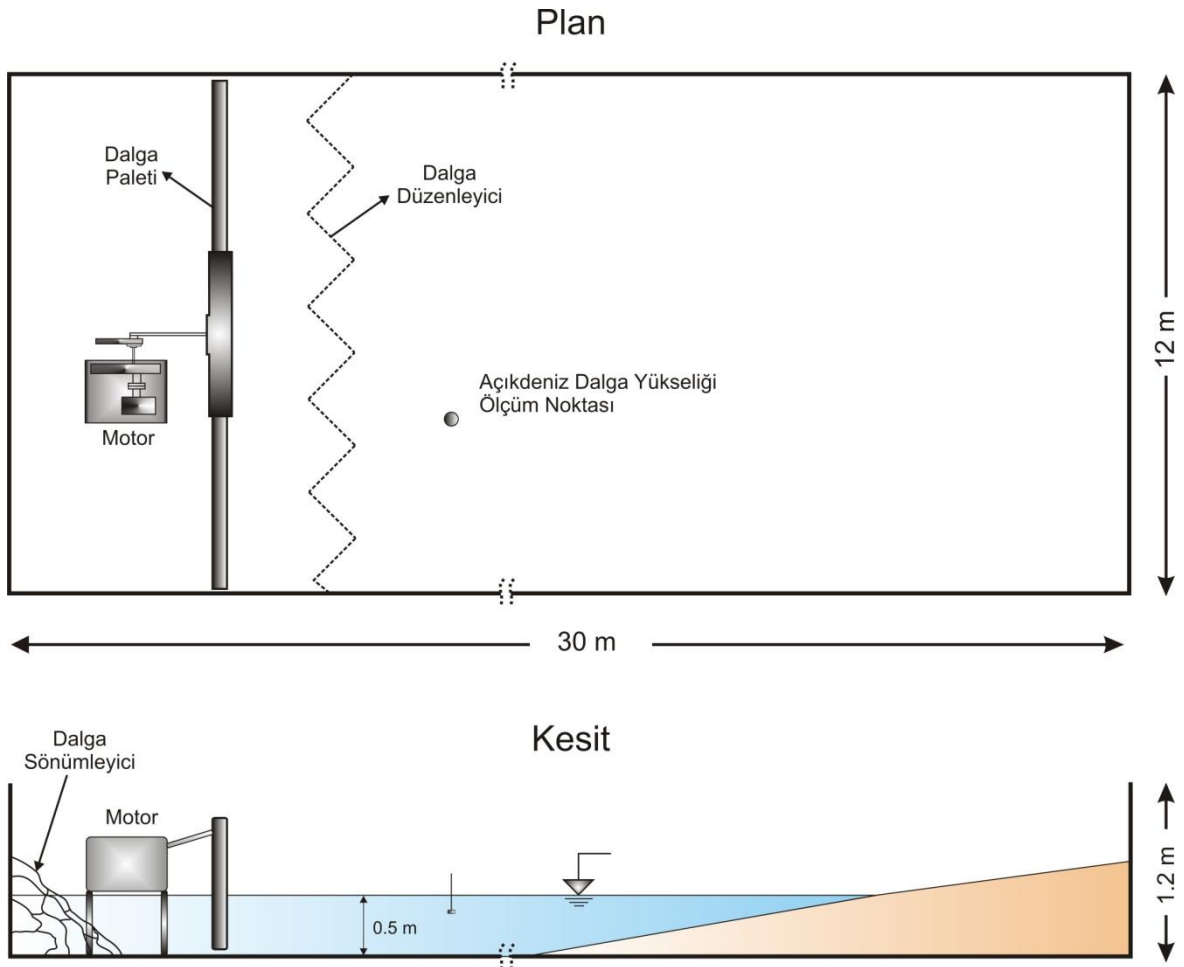 Plan
Dalga
Paleti
Dalga
Düzenleyici
Açıkdeniz Dalga Yükseliği
Ölçüm Noktası
Motor
12 m
30 m
Kesit
Dalga
Sönümleyici
Motor
0.5 m
1.2 m